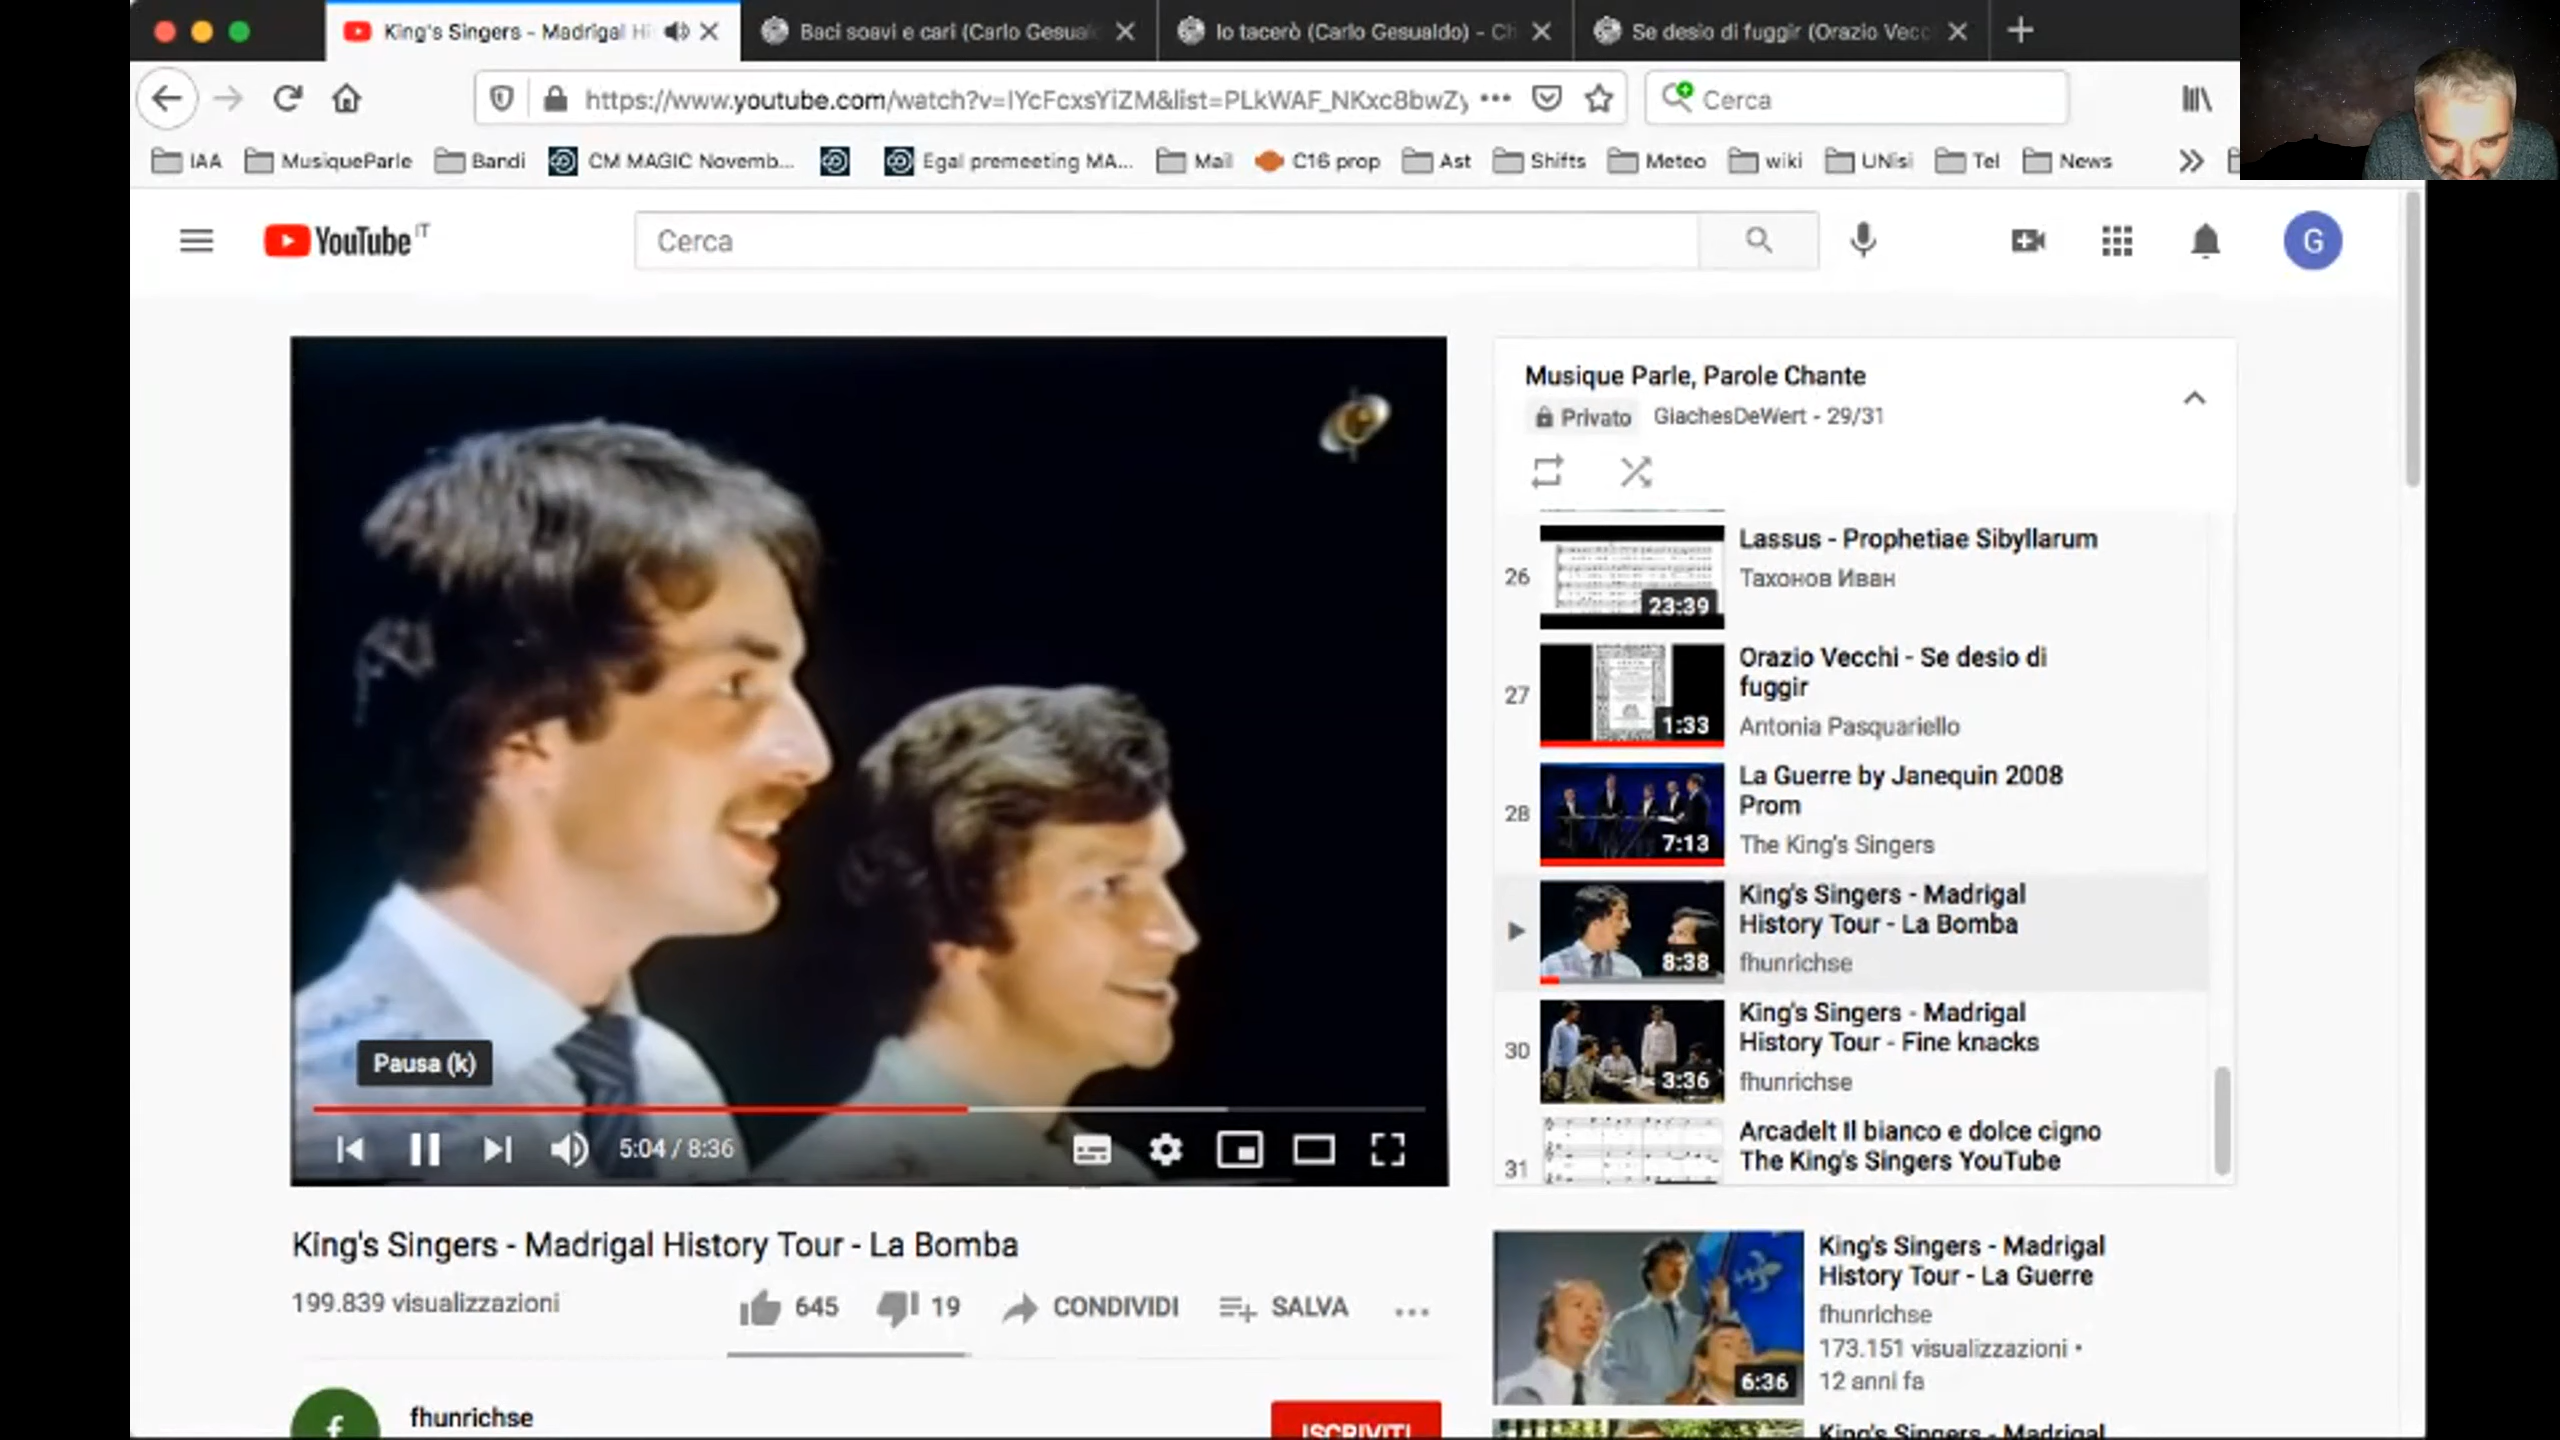 King's Singers - Madrigal Hi
Baci soavi e cari (Carlo Gesual
Io tacerò (Carlo Gesualdo) - Ch
Se desio di fuggir (Orazio Vecc
https://www.youtube.com/watch?v=IYcFcxsYiZM&list=PLkWAF_NKxc8bwZy
Cerca
IAA
MusiqueParle
Bandi
CM MAGIC Novemb...
Egal premeeting MA...
Mail
C16 prop
Ast
Shifts
Meteo
wiki
UNisi
Tel
News
YouTube IT
Cerca
G
Musique Parle, Parole Chante
Privato
GiachesDeWert - 29/31
26
23:39
Lassus - Prophetiae Sibyllarum
Тахонов Иван
27
1:33
Orazio Vecchi - Se desio di
fuggir
Antonia Pasquariello
28
7:13
La Guerre by Janequin 2008
Prom
The King's Singers
8:38
King's Singers - Madrigal
History Tour - La Bomba
fhunrichse
30
3:36
King's Singers - Madrigal
History Tour - Fine knacks
fhunrichse
31
Arcadelt Il bianco e dolce cigno
The King's Singers YouTube
Pausa (k)
5:04 / 8:36
King's Singers - Madrigal History Tour - La Bomba
199.839 visualizzazioni
645
19
CONDIVIDI
SALVA
f
fhunrichse
ISCRIVITI
6:36
King's Singers - Madrigal
History Tour - La Guerre
fhunrichse
173.151 visualizzazioni •
12 anni fa
King's Singers - Madrigal